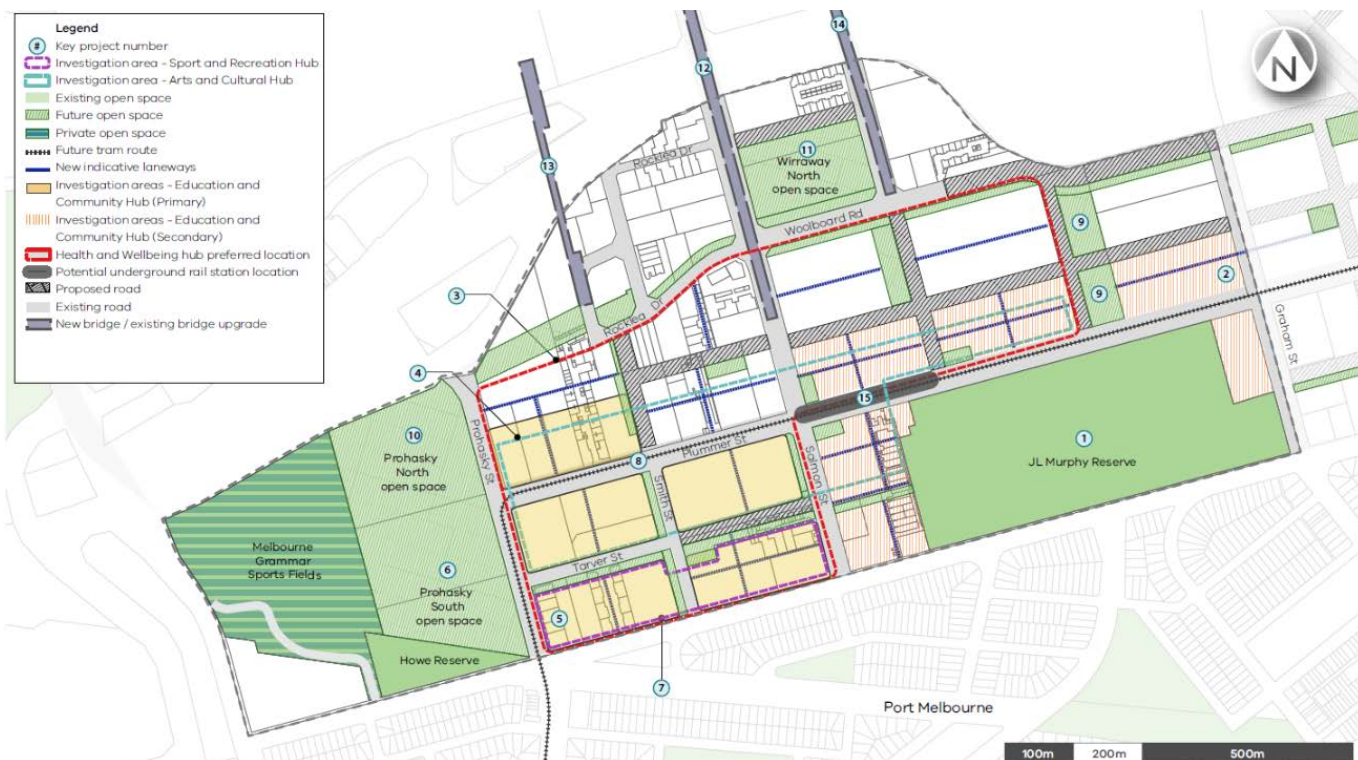 Legend
# Key project number
Investigation area - Sport and Recreation Hub
Investigation area - Arts and Cultural Hub
Existing open space
Future open space
Private open space
Future tram route
New indicative laneways
Investigation areas - Education and
Community Hub (Primary)
Investigation areas - Education and
Community Hub (Secondary)
Health and Wellbeing hub preferred location
Potential underground rail station location
Proposed road
Existing road
New bridge / existing bridge upgrade
N
14
12
13
11
Wirraway
North
open space
Rocklea Dr
Woolboard Rd
9
9
2
3
Rocklea Dr
4
Graham St
15
10
Prohasky
North
open space
Prohasky St
8
Plummer St
Salmon St
Smith St
1
JL Murphy Reserve
Melbourne
Grammar
Sports Fields
Tarver St
6
Prohasky
South
open space
5
Howe Reserve
7
Port Melbourne
100m
200m
500m